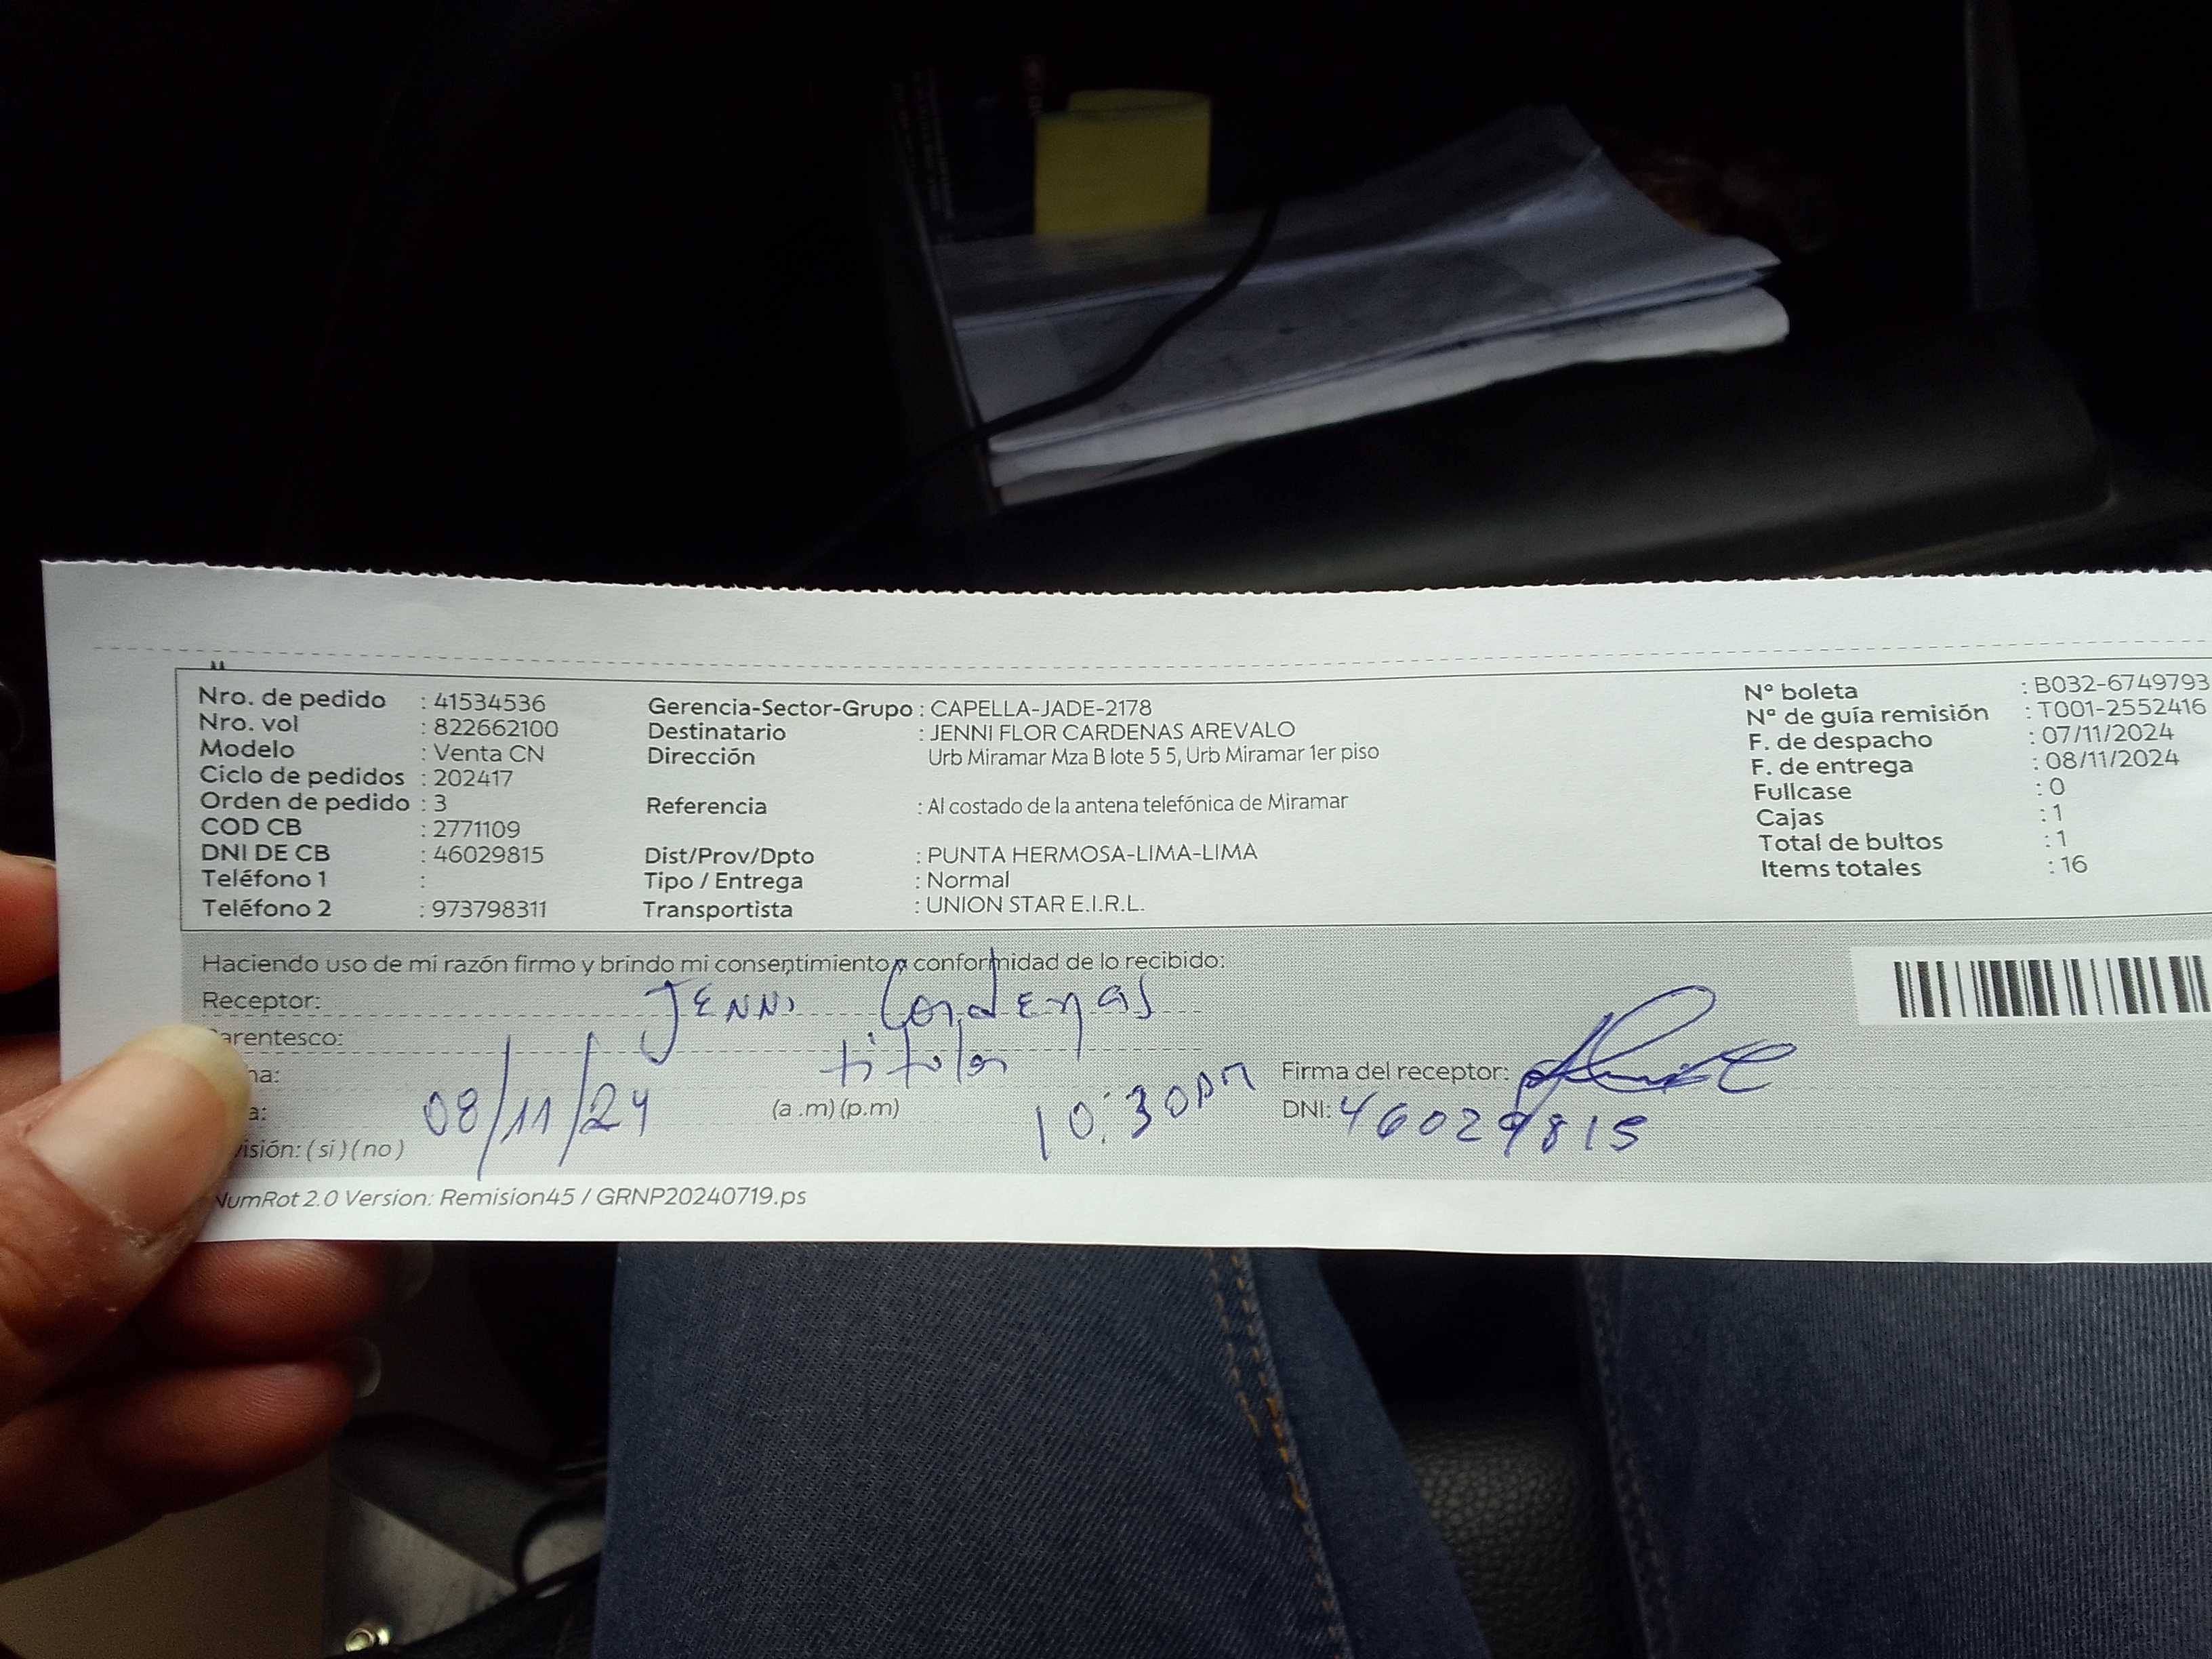 Nro. de pedido : 41534536
Nro. vol : 822662100
Modelo : Venta CN
Ciclo de pedidos : 202417
Orden de pedido : 3
COD CB : 2771109
DNI DE CB : 46029815
Teléfono 1 :
Teléfono 2 : 973798311
Gerencia-Sector-Grupo : CAPELLA-JADE-2178
Destinatario : JENNI FLOR CARDENAS AREVALO
Dirección Urb Miramar Mza B lote 5 5, Urb Miramar 1er piso
Referencia : Al costado de la antena telefónica de Miramar
Dist/Prov/Dpto : PUNTA HERMOSA-LIMA-LIMA
Tipo / Entrega : Normal
Transportista : UNION STAR E.I.R.L.
N° boleta : B032-6749793
N° de guía remisión : T001-2552416
F. de despacho : 07/11/2024
F. de entrega : 08/11/2024
Fullcase : 0
Cajas : 1
Total de bultos : 1
Items totales : 16
Haciendo uso de mi razón firmo y brindo mi consentimiento conformidad de lo recibido:
Receptor: JENNI Cardenas
arentesco: titular
ha: 08/11/24
a: (a .m) (p.m) 10:30am
visión: ( si ) ( no )
Firma del receptor:
DNI: 46029815
NumRot 2.0 Version: Remision45 / GRNP20240719.ps